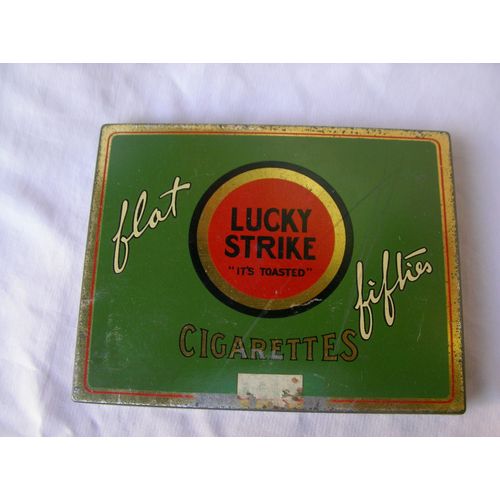 flat
LUCKY
STRIKE
"IT'S TOASTED"
fifties
CIGARETTES